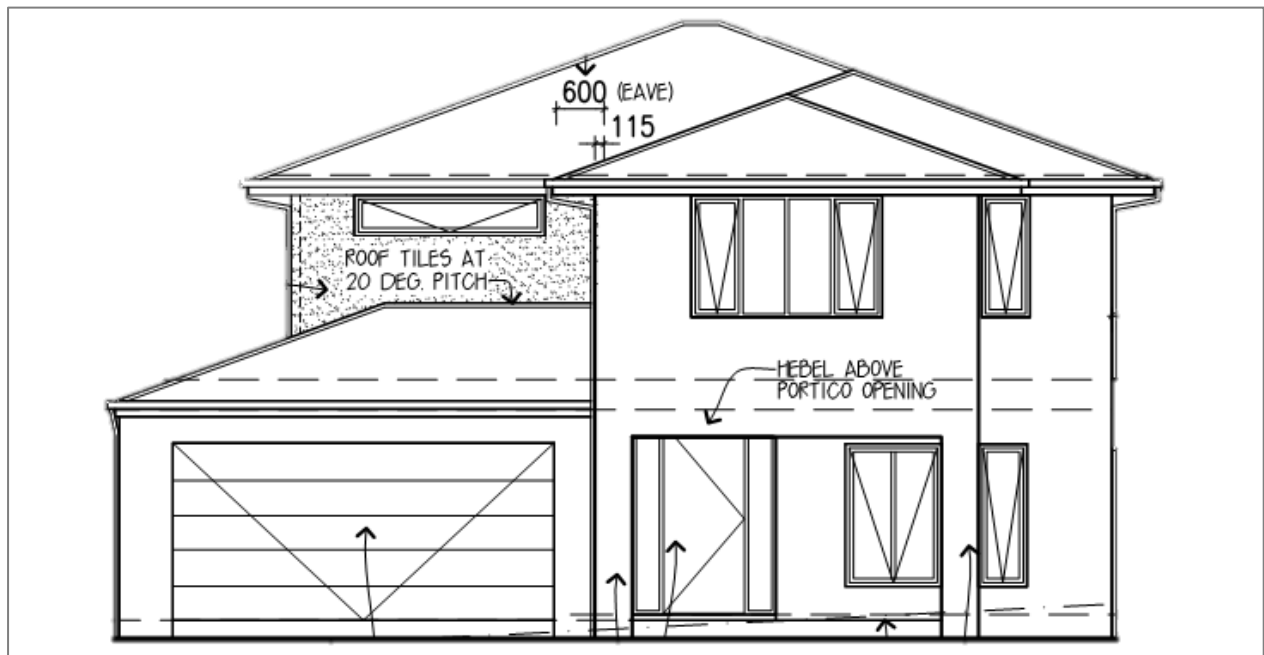 600 (EAVE)
115
ROOF TILES AT
20 DEG. PITCH
HEBEL ABOVE
PORTICO OPENING